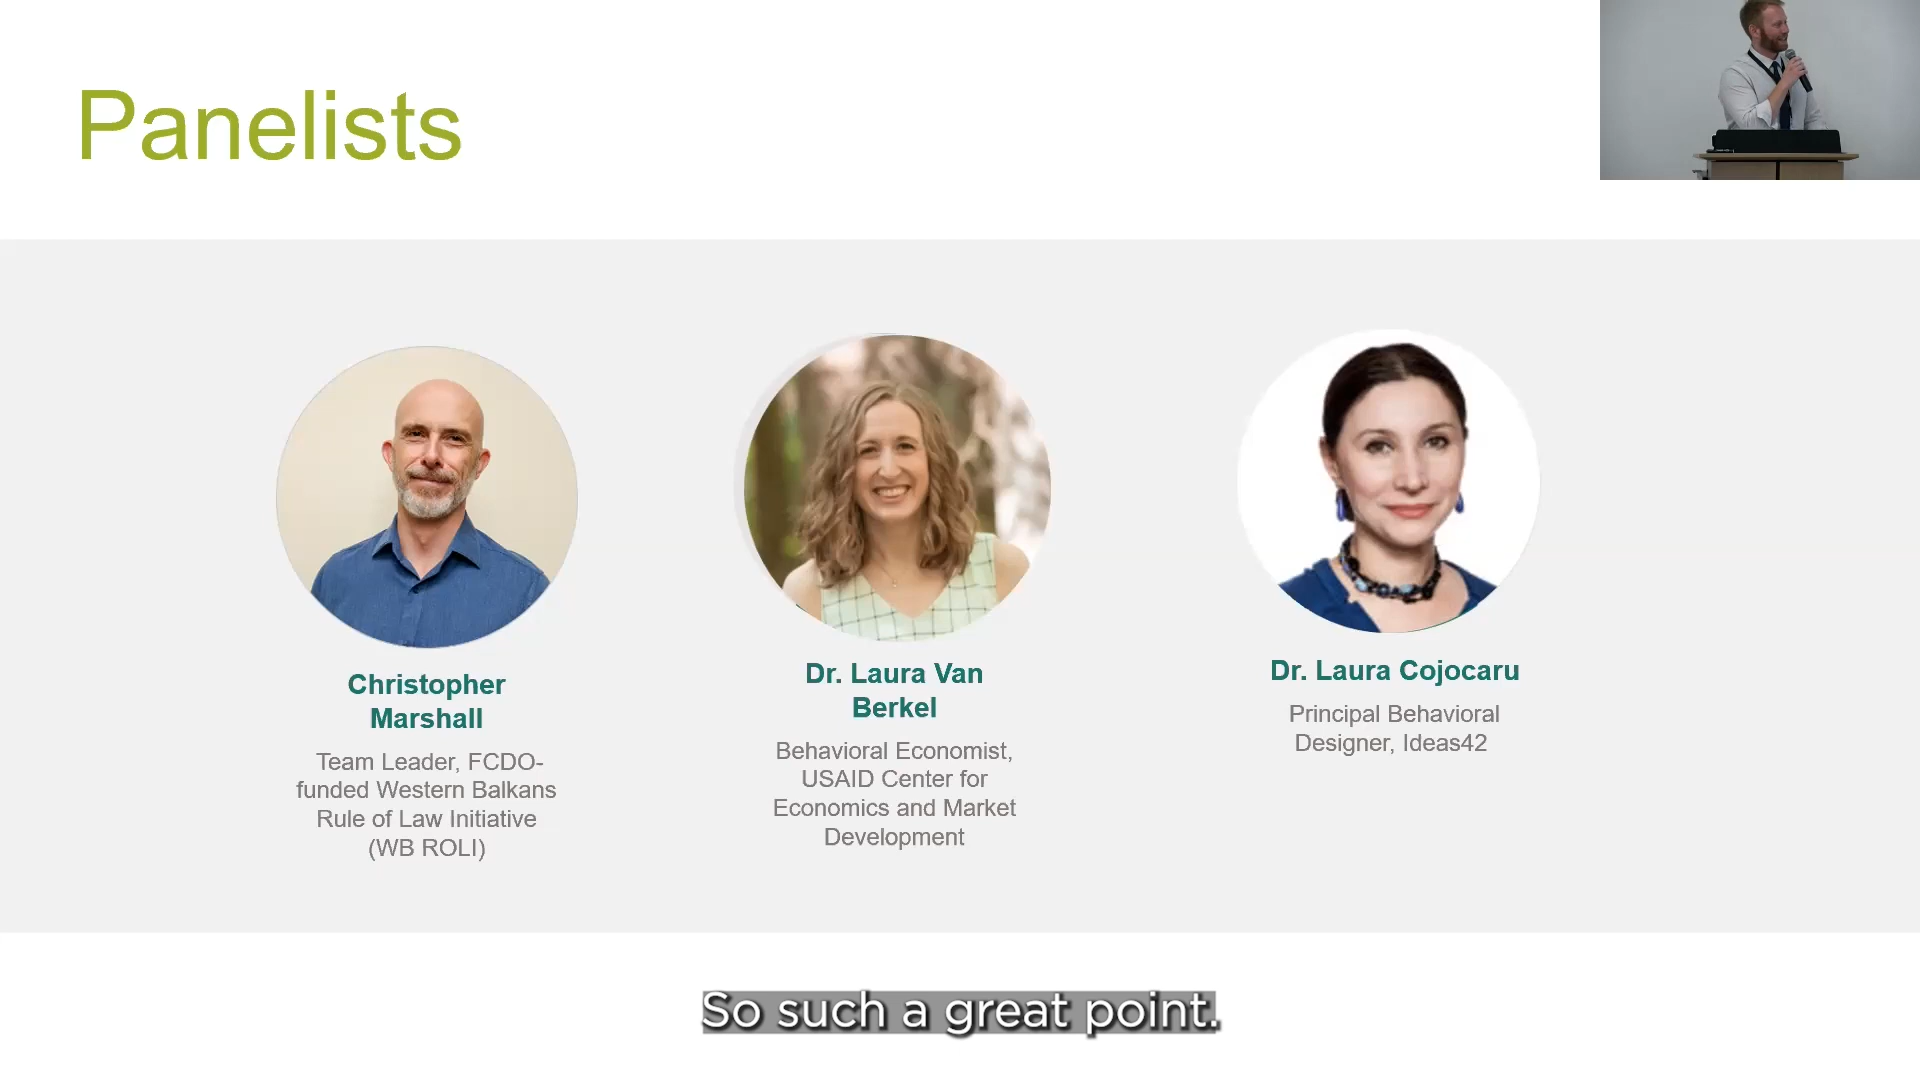 Panelists
Christopher
Marshall
Team Leader, FCDO-
funded Western Balkans
Rule of Law Initiative
(WB ROLI)
Dr. Laura Van
Berkel
Behavioral Economist,
USAID Center for
Economics and Market
Development
Dr. Laura Cojocaru
Principal Behavioral
Designer, Ideas42
So such a great point.